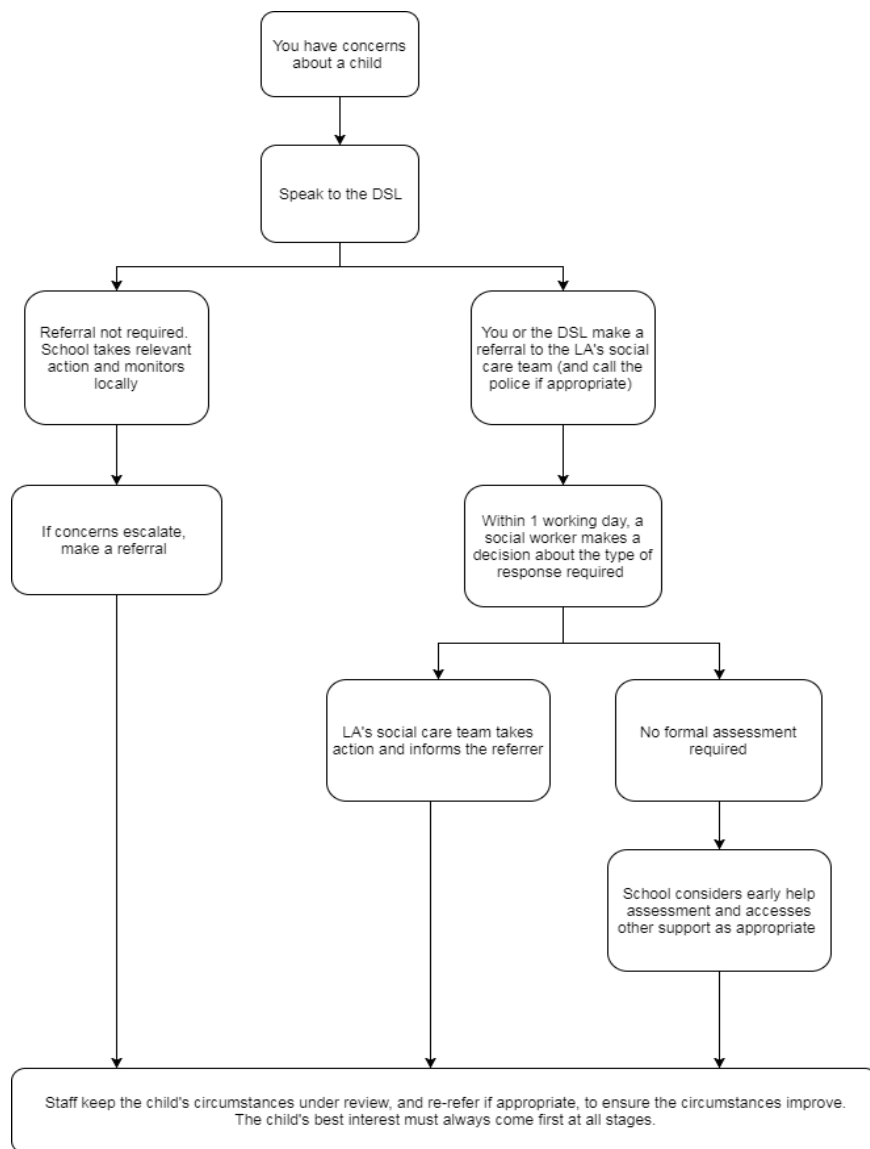 You have concerns
about a child
Speak to the DSL
Referral not required.
School takes relevant
action and monitors
locally
You or the DSL make a
referral to the LA's social
care team (and call the
police if appropriate)
If concerns escalate,
make a referral
Within 1 working day, a
social worker makes a
decision about the type of
response required
LA's social care team takes
action and informs the referrer
No formal assessment
required
School considers early help
assessment and accesses
other support as appropriate
Staff keep the child's circumstances under review, and re-refer if appropriate, to ensure the circumstances improve.
The child's best interest must always come first at all stages.